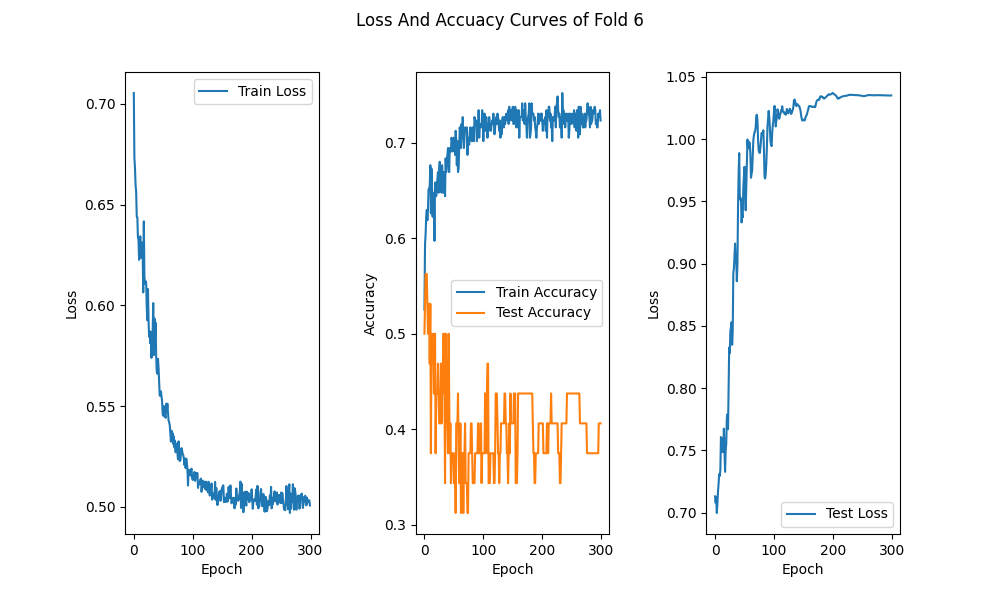 Loss And Accuacy Curves of Fold 6
Train Loss
0.70
0.65
0.60
0.55
0.50
Loss
0 100 200 300
Epoch
0.7
0.6
0.5
0.4
0.3
Accuracy
Train Accuracy
Test Accuracy
0 100 200 300
Epoch
1.05
1.00
0.95
0.90
0.85
0.80
0.75
0.70
Loss
Test Loss
0 100 200 300
Epoch